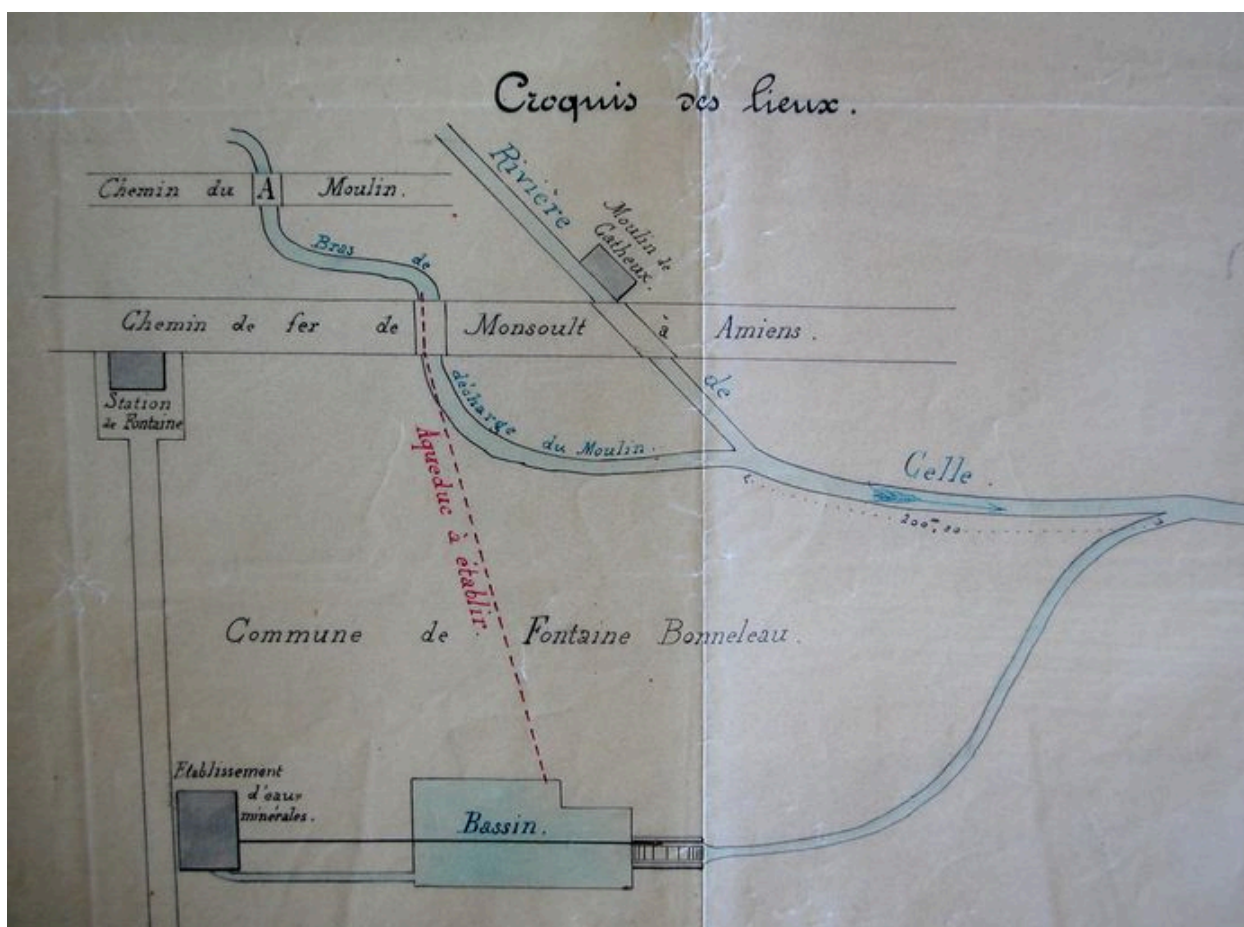 Croquis des lieux.
Chemin du A Moulin.
Rivière de Celle.
Moulin de
Catheux.
Bras de décharge du Moulin.
Chemin de fer de Monsoult à Amiens.
Station
de Fontaine
Aqueduc à établir.
200m,00
Commune de Fontaine Bonneleau.
Etablissement
d'eaux
minérales.
Bassin.